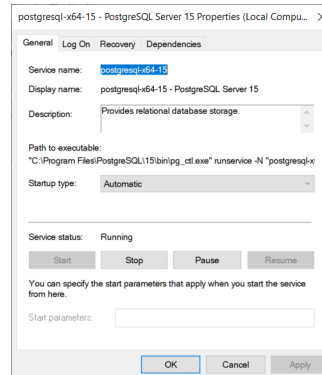 postgresql-x64-15 - PostgreSQL Server 15 Properties (Local Compu...
General Log On Recovery Dependencies
Service name: postgresql-x64-15
Display name: postgresql-x64-15 - PostgreSQL Server 15
Description: Provides relational database storage.
Path to executable:
"C:\Program Files\PostgreSQL\15\bin\pg_ctl.exe" runservice -N "postgresql-x
Startup type: Automatic
Service status: Running
Start Stop Pause Resume
You can specify the start parameters that apply when you start the service
from here.
Start parameters:
OK Cancel Apply